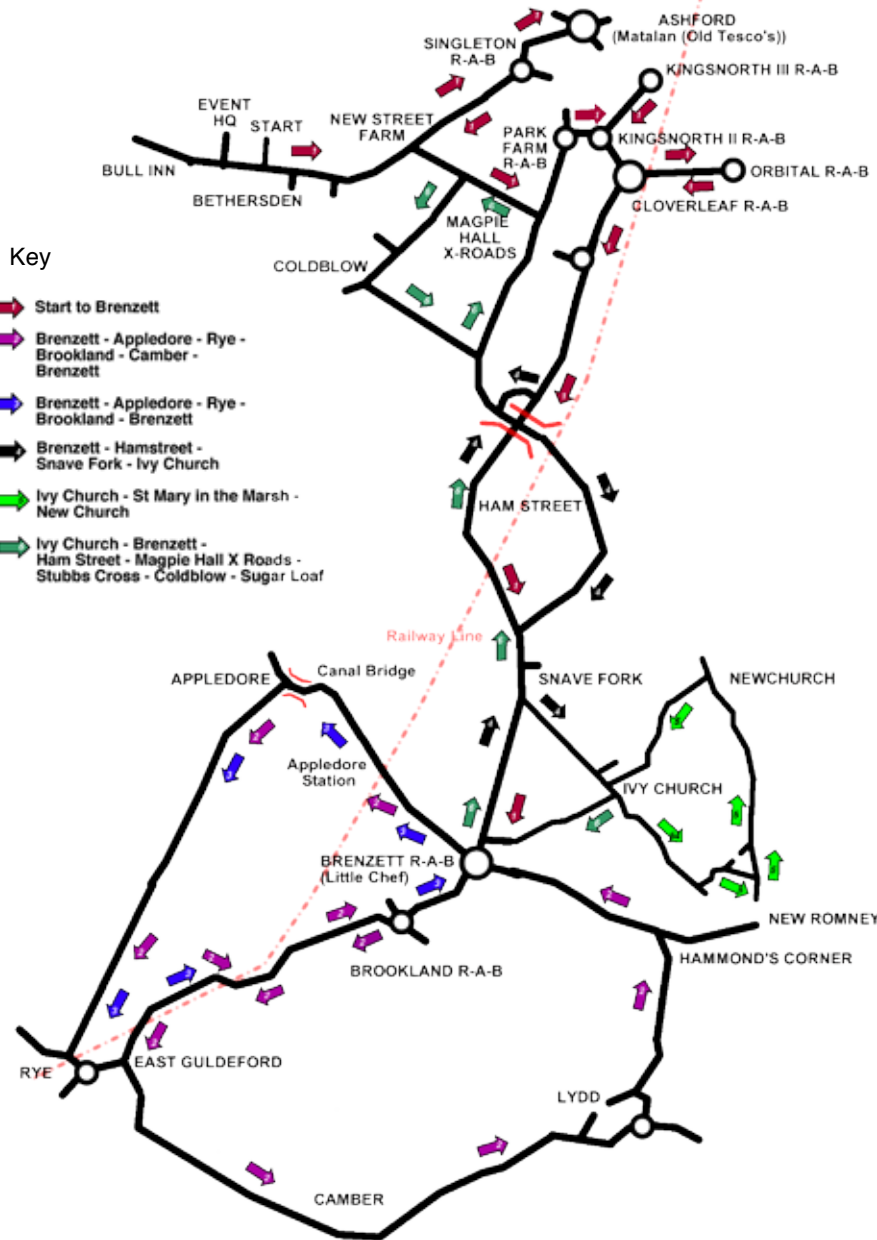 ASHFORD
(Matalan (Old Tesco's))
SINGLETON
R-A-B
KINGSNORTH III R-A-B
EVENT
HQ
START
NEW STREET
FARM
PARK
FARM
R-A-B
KINGSNORTH II R-A-B
BULL INN
ORBITAL R-A-B
BETHERSDEN
CLOVERLEAF R-A-B
MAGPIE
HALL
X-ROADS
COLDBLOW
Key
Start to Brenzett
Brenzett - Appledore - Rye -
Brookland - Camber -
Brenzett
Brenzett - Appledore - Rye -
Brookland - Brenzett
Brenzett - Hamstreet -
Snave Fork - Ivy Church
Ivy Church - St Mary in the Marsh -
New Church
Ivy Church - Brenzett -
Ham Street - Magpie Hall X Roads -
Stubbs Cross - Coldblow - Sugar Loaf
HAM STREET
Railway Line
APPLEDORE
Canal Bridge
SNAVE FORK
NEWCHURCH
Appledore
Station
IVY CHURCH
BRENZETT R-A-B
(Little Chef)
NEW ROMNEY
BROOKLAND R-A-B
HAMMOND'S CORNER
RYE
EAST GULDEFORD
LYDD
CAMBER